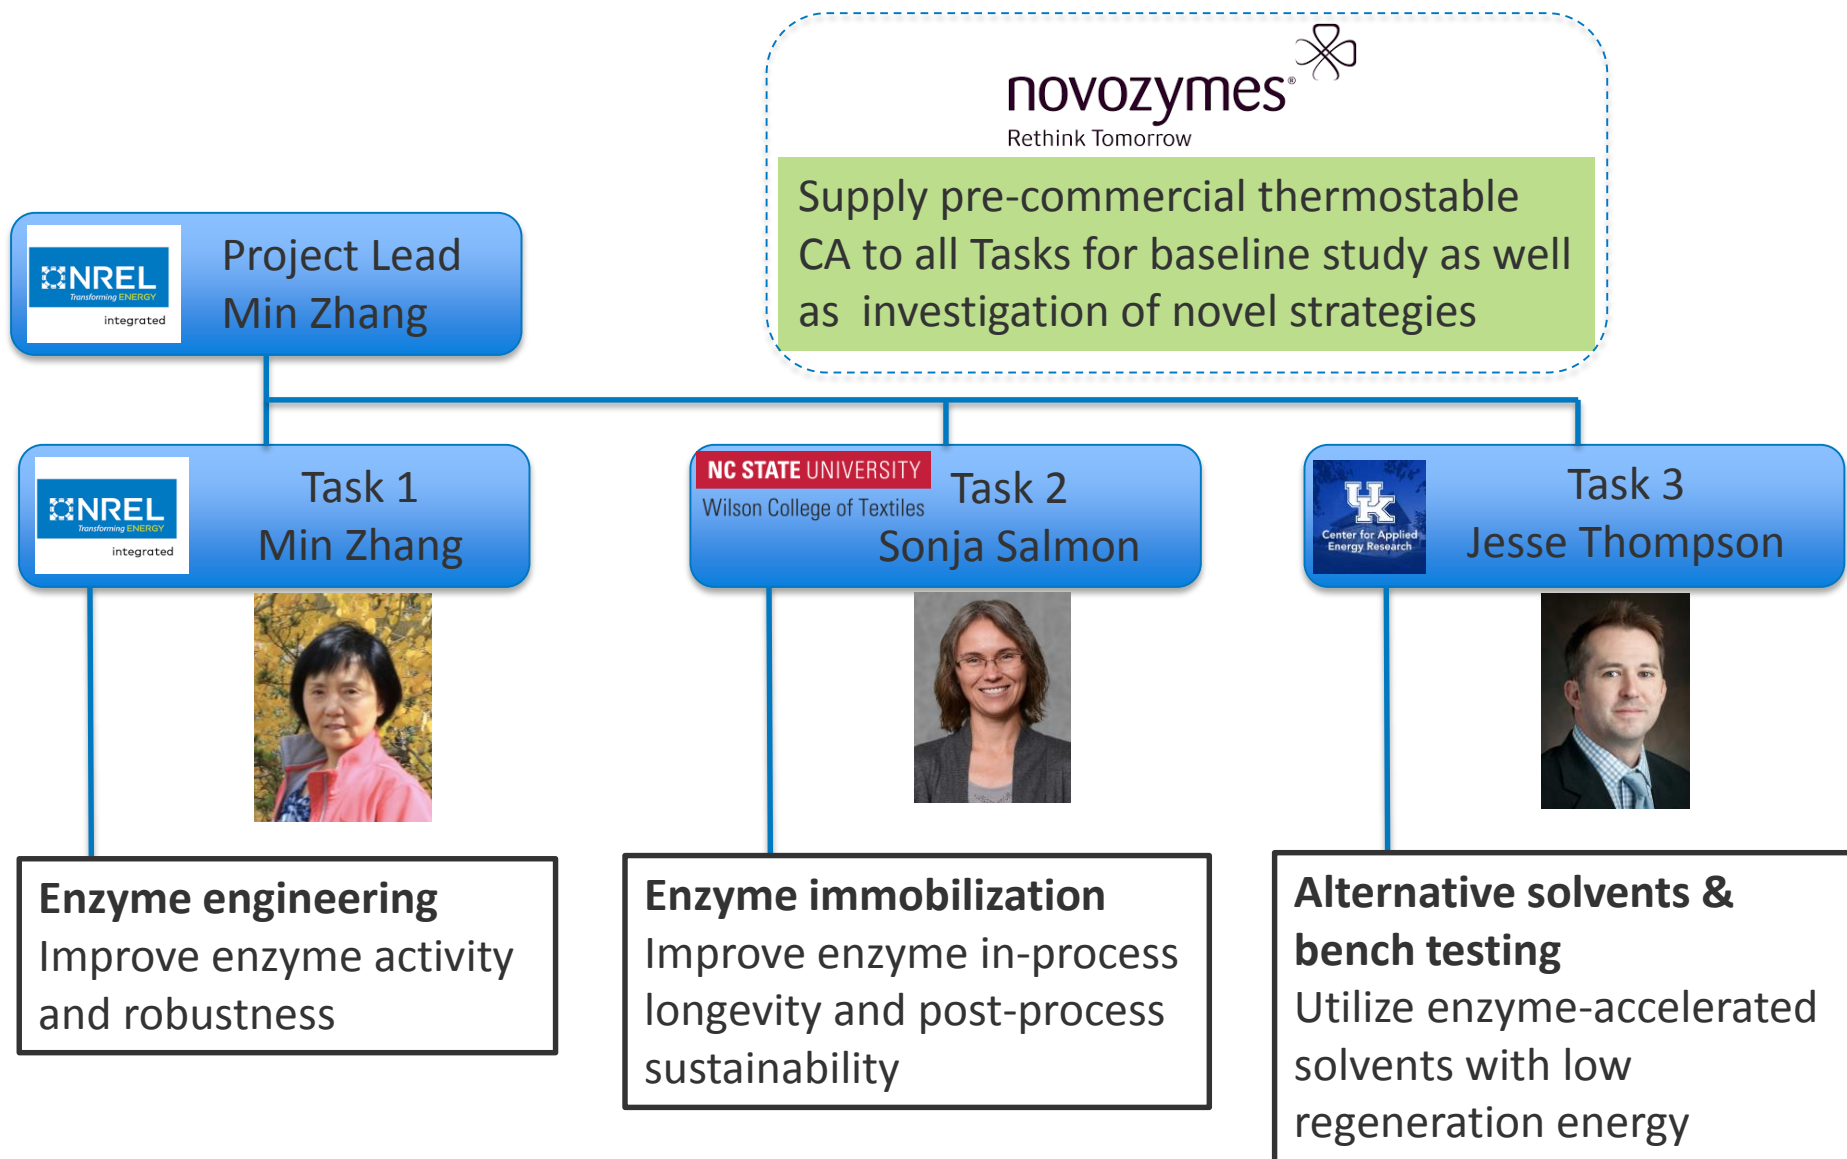 novozymes®
Rethink Tomorrow
Supply pre-commercial thermostable
CA to all Tasks for baseline study as well
as investigation of novel strategies
NREL
Transforming ENERGY
integrated
Project Lead
Min Zhang
NREL
Transforming ENERGY
integrated
Task 1
Min Zhang
NC STATE UNIVERSITY
Wilson College of Textiles
Task 2
Sonja Salmon
UK
Center for Applied
Energy Research
Task 3
Jesse Thompson
Enzyme engineering
Improve enzyme activity
and robustness
Enzyme immobilization
Improve enzyme in-process
longevity and post-process
sustainability
Alternative solvents &
bench testing
Utilize enzyme-accelerated
solvents with low
regeneration energy